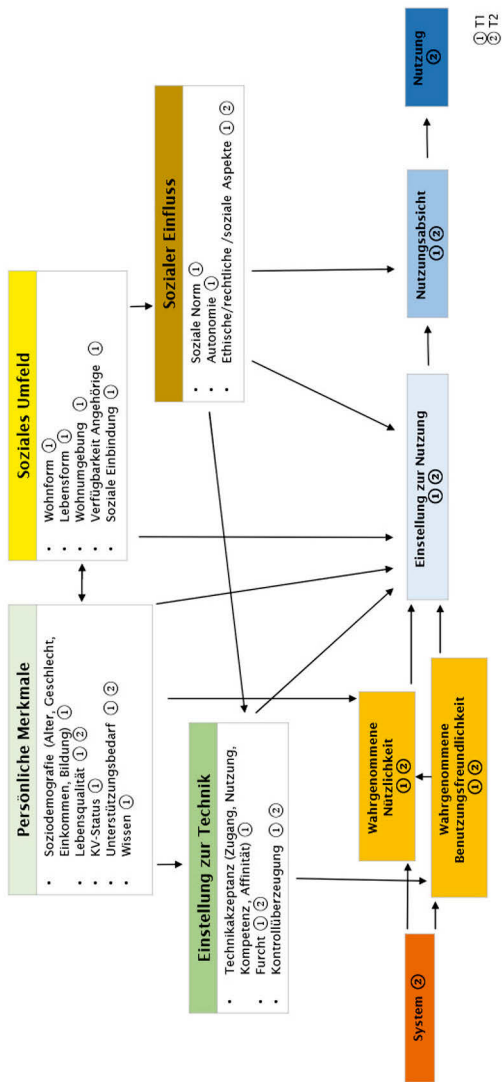 Persönliche Merkmale
• Soziodemografie (Alter, Geschlecht,
Einkommen, Bildung) ①
• Lebensqualität ① ②
• KV-Status ①
• Unterstützungsbedarf ① ②
• Wissen ①
Soziales Umfeld
• Wohnform ①
• Lebensform ①
• Wohnumgebung ①
• Verfügbarkeit Angehörige ①
• Soziale Einbindung ①
Einstellung zur Technik
• Technikakzeptanz (Zugang, Nutzung,
Kompetenz, Affinität) ①
• Furcht ① ②
• Kontrollüberzeugung ① ②
Sozialer Einfluss
• Soziale Norm ①
• Autonomie ①
• Ethische/rechtliche/soziale Aspekte ① ②
System ②
Wahrgenommene
Nützlichkeit
① ②
Wahrgenommene
Benutzungsfreundlichkeit
① ②
Einstellung zur Nutzung
① ②
Nutzungsabsicht
① ②
Nutzung
②
① T1
② T2